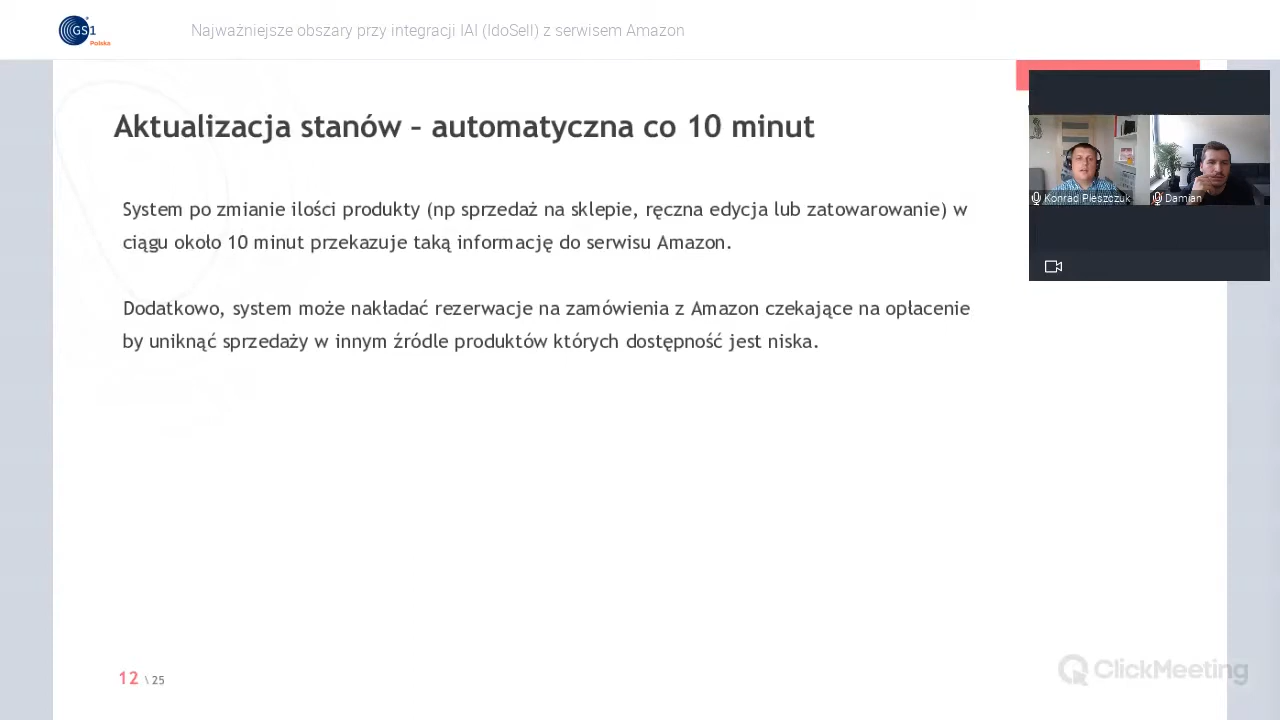 GS1
Polska
Najważniejsze obszary przy integracji IAI (IdoSell) z serwisem Amazon
Aktualizacja stanów – automatyczna co 10 minut
System po zmianie ilości produkty (np sprzedaż na sklepie, ręczna edycja lub zatowarowanie) w
ciągu około 10 minut przekazuje taką informację do serwisu Amazon.
Dodatkowo, system może nakładać rezerwacje na zamówienia z Amazon czekające na opłacenie
by uniknąć sprzedaży w innym źródle produktów których dostępność jest niska.
Konrad Pleszczuk
Damian
12 \ 25
ClickMeeting